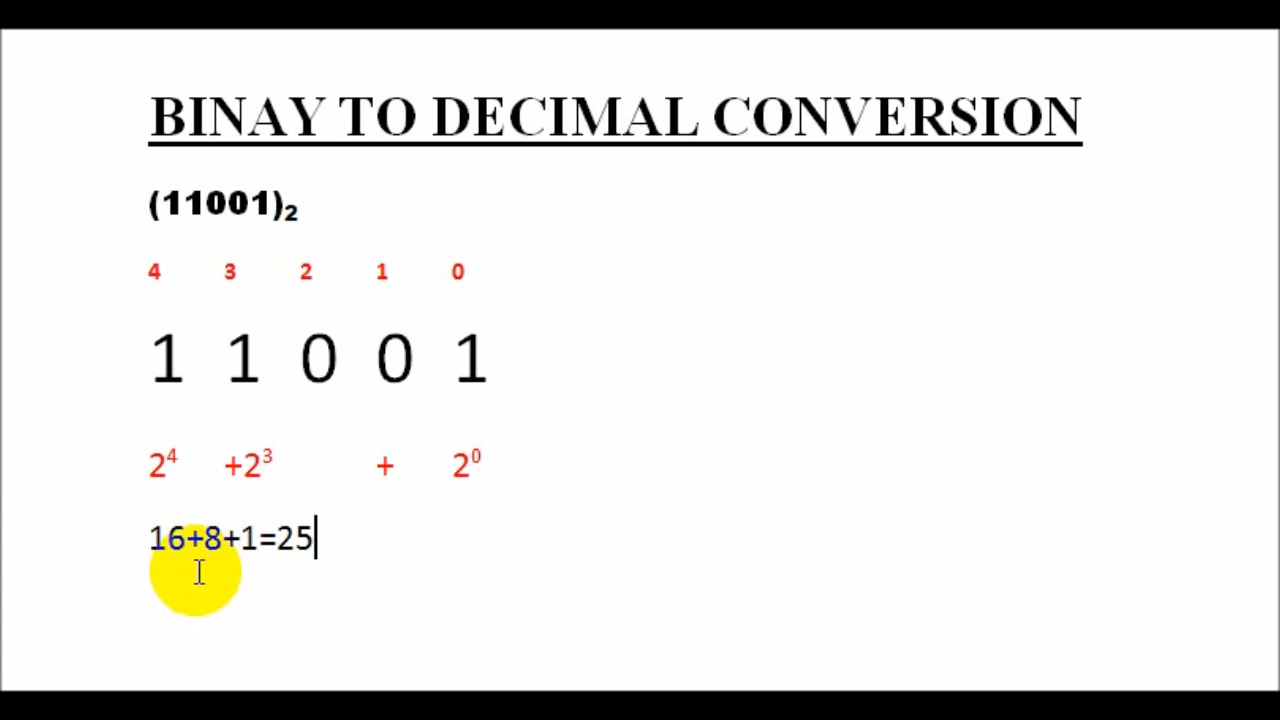 BINAY TO DECIMAL CONVERSION
(11001)₂
4 3 2 1 0
1 1 0 0 1
2⁴ +2³ + 2⁰
16+8+1=25